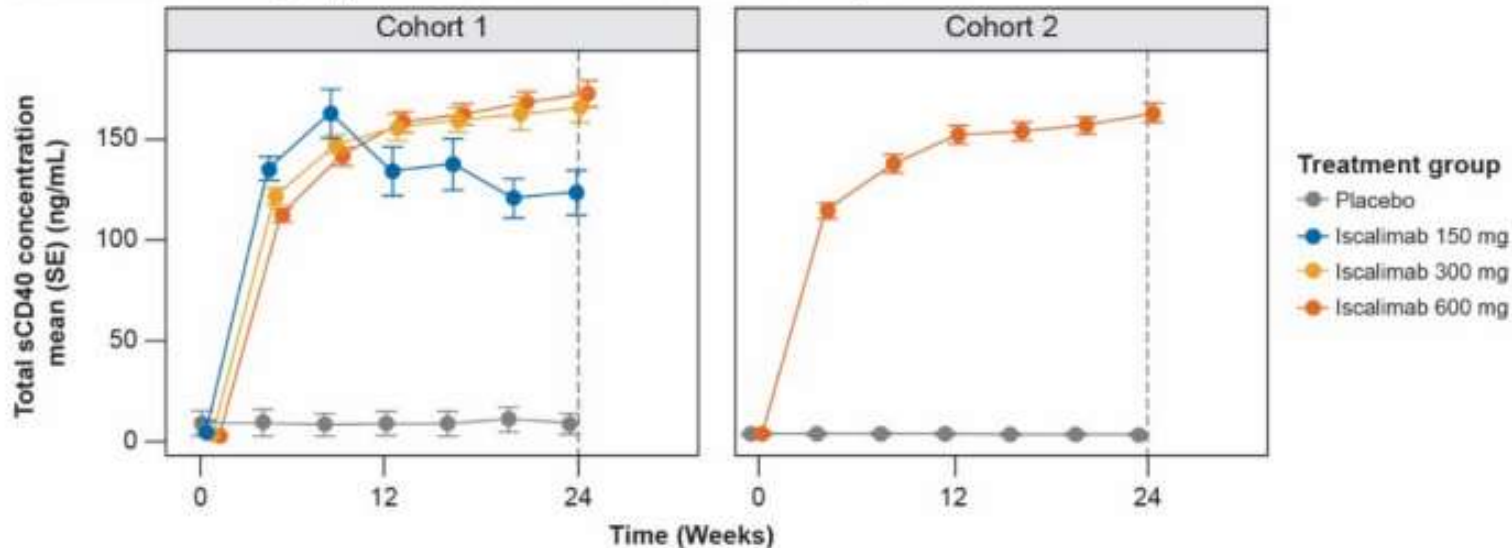 Cohort 1
Cohort 2
Total sCD40 concentration
mean (SE) (ng/mL)
150
100
50
0
0
12
24
0
12
24
Time (Weeks)
Treatment group
Placebo
Iscalimab 150 mg
Iscalimab 300 mg
Iscalimab 600 mg